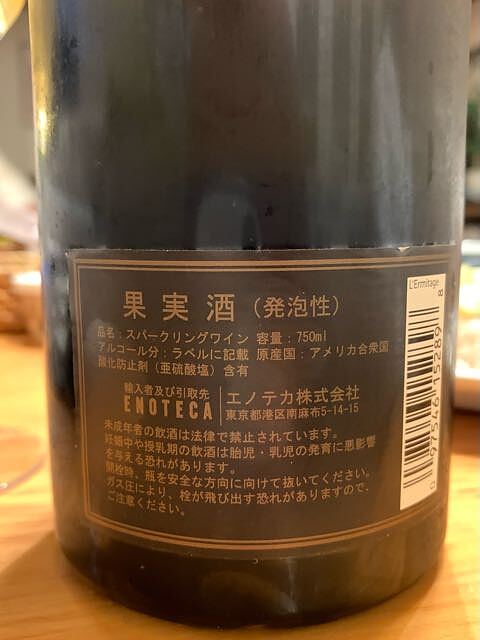 果実酒（発泡性）
品名：スパークリングワイン 容量：750ml
アルコール分：ラベルに記載 原産国：アメリカ合衆国
酸化防止剤（亜硫酸塩）含有
輸入者及び引取先
ENOTECA
エノテカ株式会社
東京都港区南麻布5-14-15
未成年者の飲酒は法律で禁止されています。
妊娠中や授乳期の飲酒は胎児・乳児の発育に悪影響
を与える恐れがあります。
開栓時、瓶を安全な方向に向けて抜いてください。
ガス圧により、栓が飛び出す恐れがありますので、
ご注意ください。
L'Ermitage
0 97546 15289 8